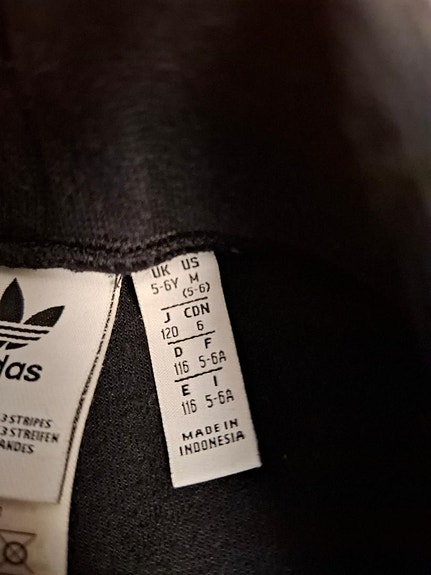 das
3 STRIPES
3 STREIFEN
ANDES
UK US
5-6Y M
(5-6)
J CDN
120 6
D F
116 5-6A
E I
116 5-6A
MADE IN
INDONESIA